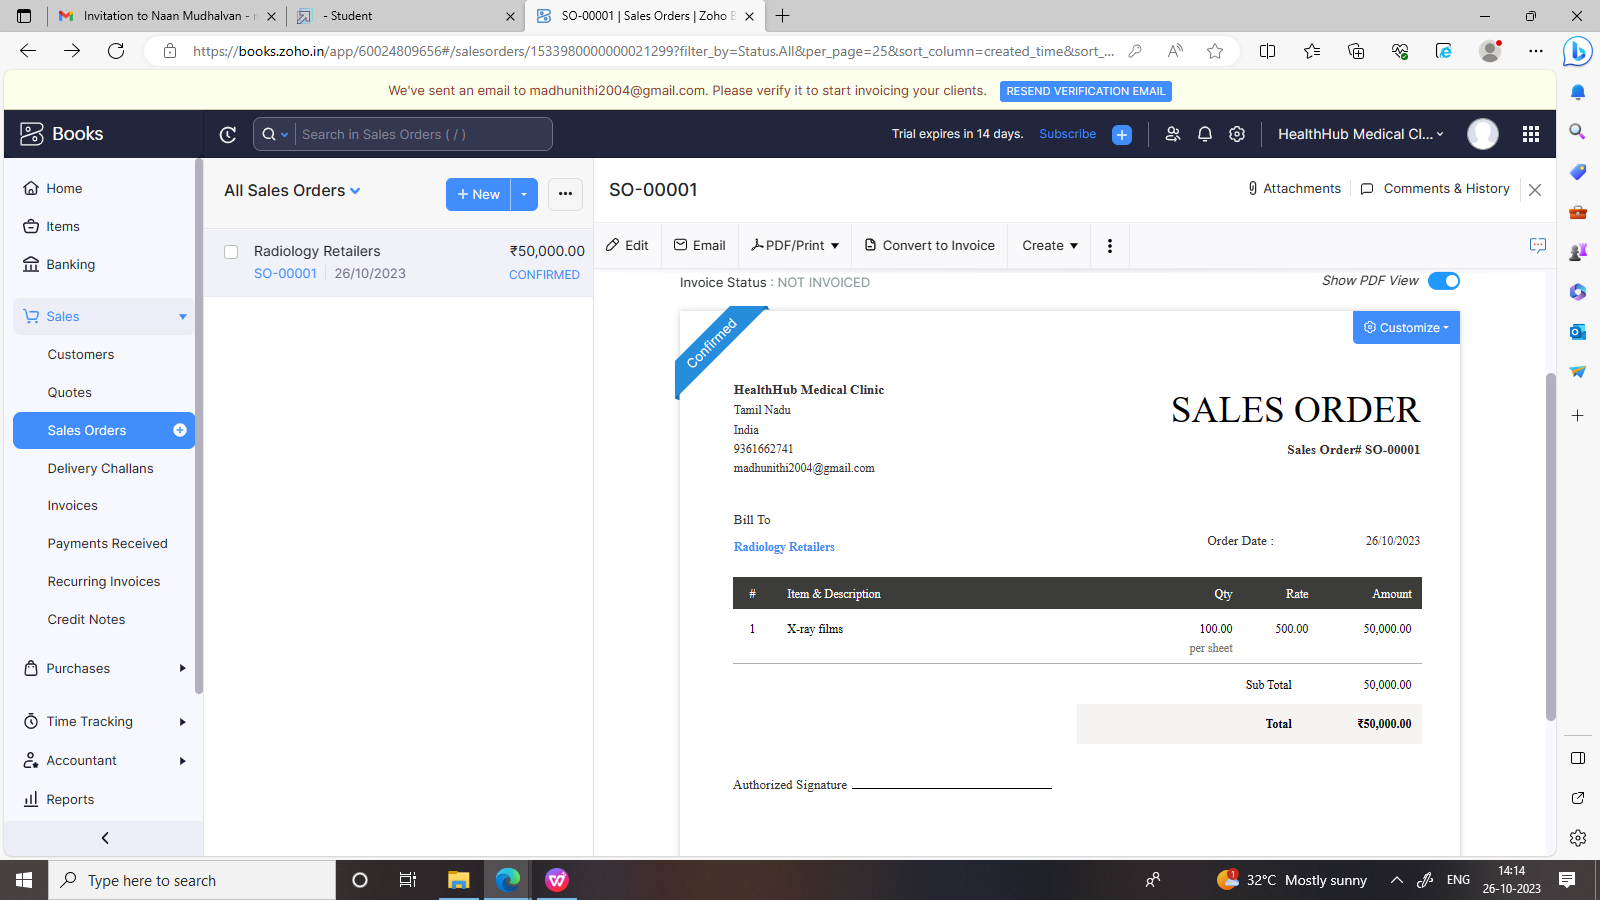 Invitation to Naan Mudhalvan -
- Student
SO-00001 | Sales Orders | Zoho B
https://books.zoho.in/app/60024809656#/salesorders/1533980000000021299?filter_by=Status.All&per_page=25&sort_column=created_time&sort_...
We've sent an email to madhunithi2004@gmail.com. Please verify it to start invoicing your clients.
RESEND VERIFICATION EMAIL
Books
Search in Sales Orders ( / )
Trial expires in 14 days.
Subscribe
HealthHub Medical Cl...
Home
Items
Banking
Sales
Customers
Quotes
Sales Orders
Delivery Challans
Invoices
Payments Received
Recurring Invoices
Credit Notes
Purchases
Time Tracking
Accountant
Reports
All Sales Orders
+ New
Radiology Retailers
₹50,000.00
SO-00001
26/10/2023
CONFIRMED
SO-00001
Attachments
Comments & History
Edit
Email
PDF/Print
Convert to Invoice
Create
Invoice Status : NOT INVOICED
Show PDF View
Confirmed
Customize
HealthHub Medical Clinic
Tamil Nadu
India
9361662741
madhunithi2004@gmail.com
SALES ORDER
Sales Order# SO-00001
Bill To
Radiology Retailers
Order Date :
26/10/2023
# Item & Description Qty Rate Amount
1 X-ray films 100.00 500.00 50,000.00
per sheet
Sub Total 50,000.00
Total ₹50,000.00
Authorized Signature
Type here to search
1
32°C Mostly sunny
ENG
14:14
26-10-2023